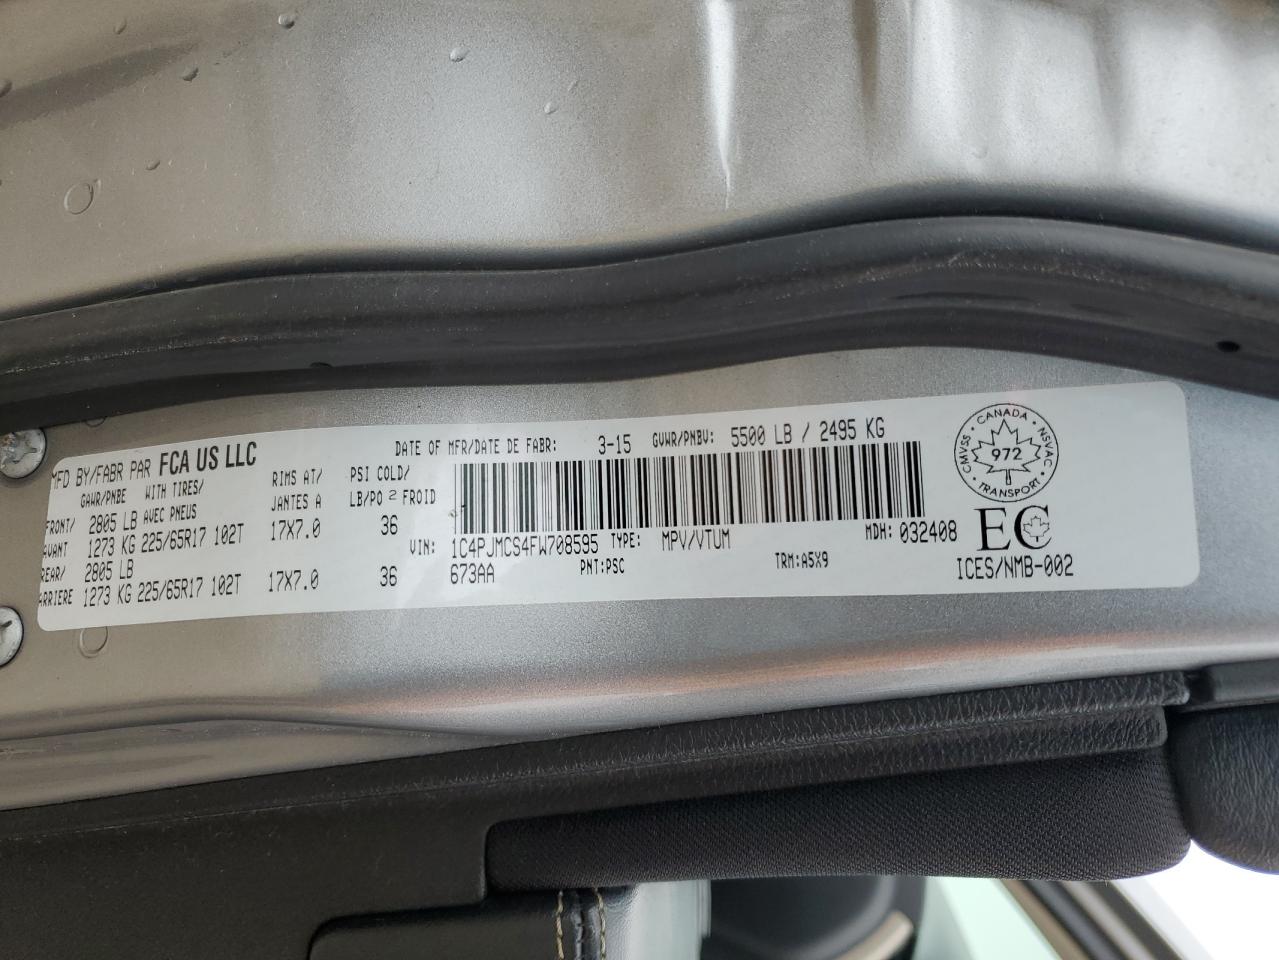 MFD BY/FABR PAR FCA US LLC DATE OF MFR/DATE DE FABR: 3-15 GVWR/PNBV: 5500 LB / 2495 KG
GAWR/PNBE WITH TIRES/ RIMS AT/ PSI COLD/
AVEC PNEUS JANTES A LB/PO 2 FROID
FRONT/ 2805 LB
AVANT 1273 KG 225/65R17 102T 17X7.0 36
REAR/ 2805 LB
ARRIERE 1273 KG 225/65R17 102T 17X7.0 36
VIN: 1C4PJMCS4FW708595 TYPE: MPV/VTUM MDH: 032408
673AA PNT:PSC TRM:A5X9
CANADA
CMVSS 972 NSVAC
TRANSPORT
EC
ICES/NMB-002